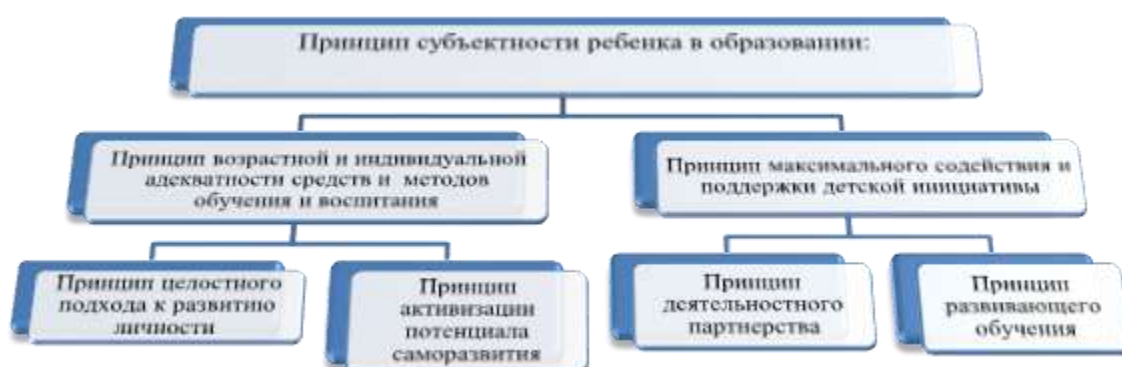 Принцип субъектности ребенка в образовании:
Принцип возрастной и индивидуальной
адекватности средств и методов
обучения и воспитания
Принцип максимального содействия и
поддержки детской инициативы
Принцип целостного
подхода к развитию
личности
Принцип
активизации
потенциала
саморазвития
Принцип
деятельностного
партнерства
Принцип
развивающего
обучения